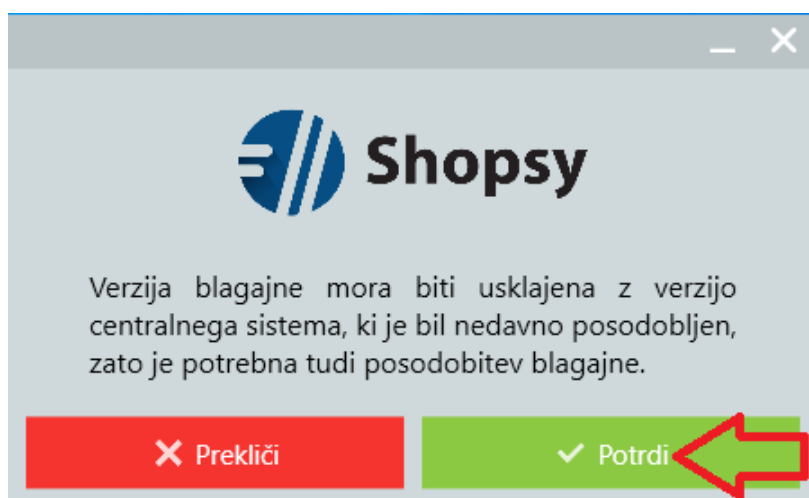 Shopsy
Verzija blagajne mora biti usklajena z verzijo
centralnega sistema, ki je bil nedavno posodobljen,
zato je potrebna tudi posodobitev blagajne.
Prekliči
Potrdi